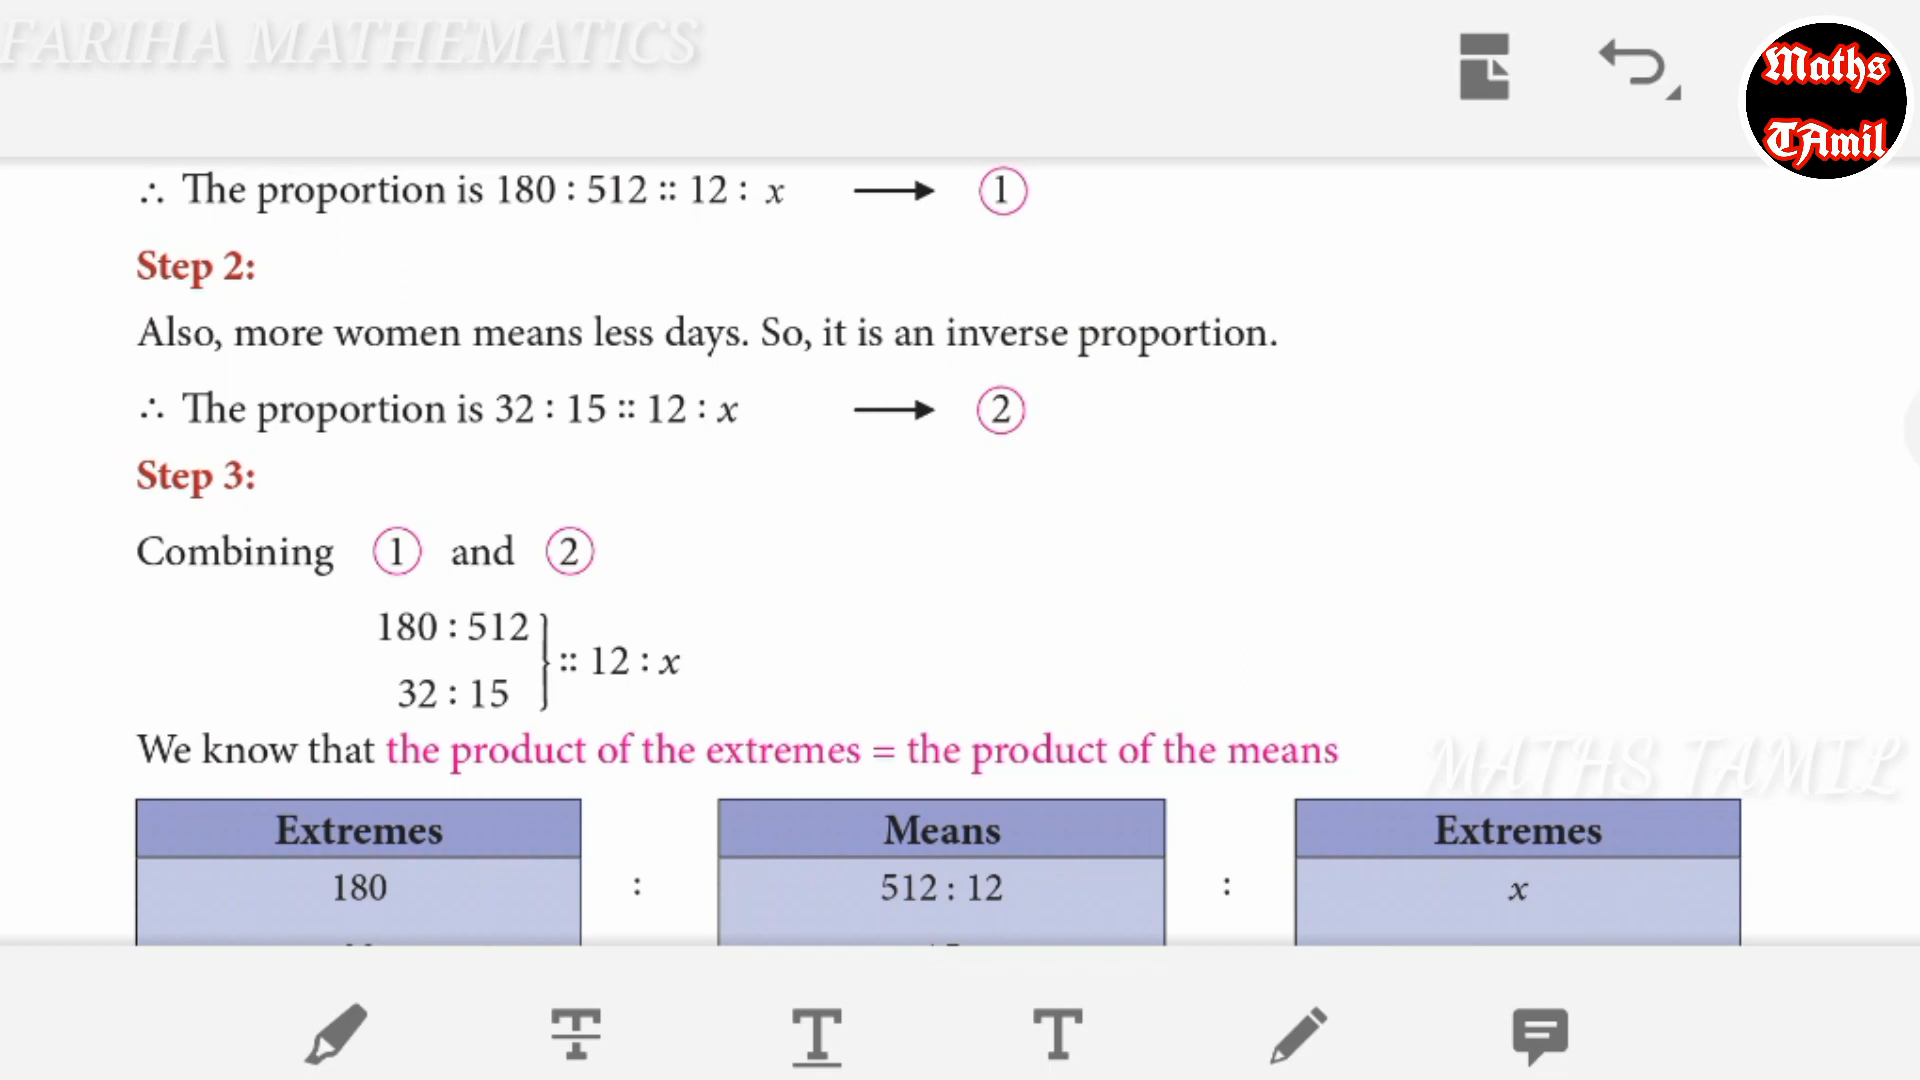 FARIHA MATHEMATICS
Maths
TAmil
∴ The proportion is 180 : 512 :: 12 : x ⟶ ①
Step 2:
Also, more women means less days. So, it is an inverse proportion.
∴ The proportion is 32 : 15 :: 12 : x ⟶ ②
Step 3:
Combining ① and ②
180 : 512
32 : 15 } :: 12 : x
We know that the product of the extremes = the product of the means
MATHS TAMIL
Extremes Means Extremes
180 : 512 : 12 : x